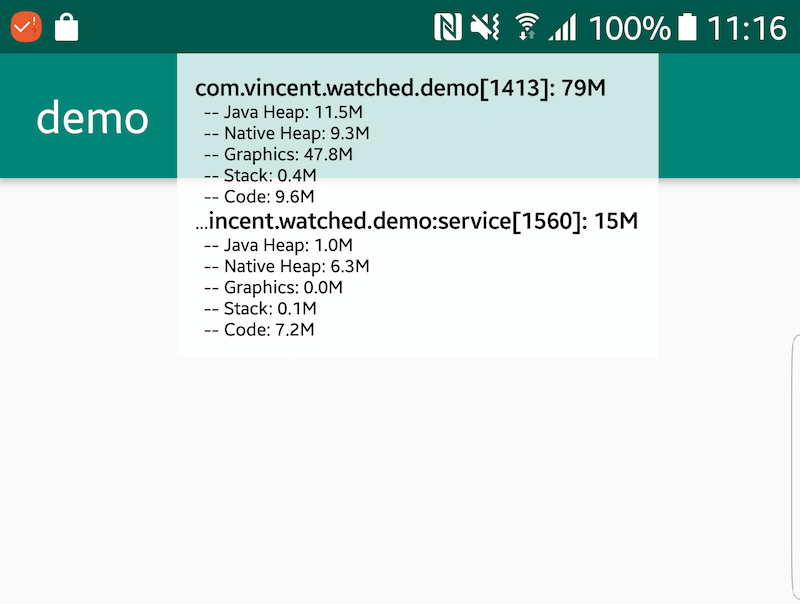 100% 11:16
demo
com.vincent.watched.demo[1413]: 79M
-- Java Heap: 11.5M
-- Native Heap: 9.3M
-- Graphics: 47.8M
-- Stack: 0.4M
-- Code: 9.6M
...incent.watched.demo:service[1560]: 15M
-- Java Heap: 1.0M
-- Native Heap: 6.3M
-- Graphics: 0.0M
-- Stack: 0.1M
-- Code: 7.2M